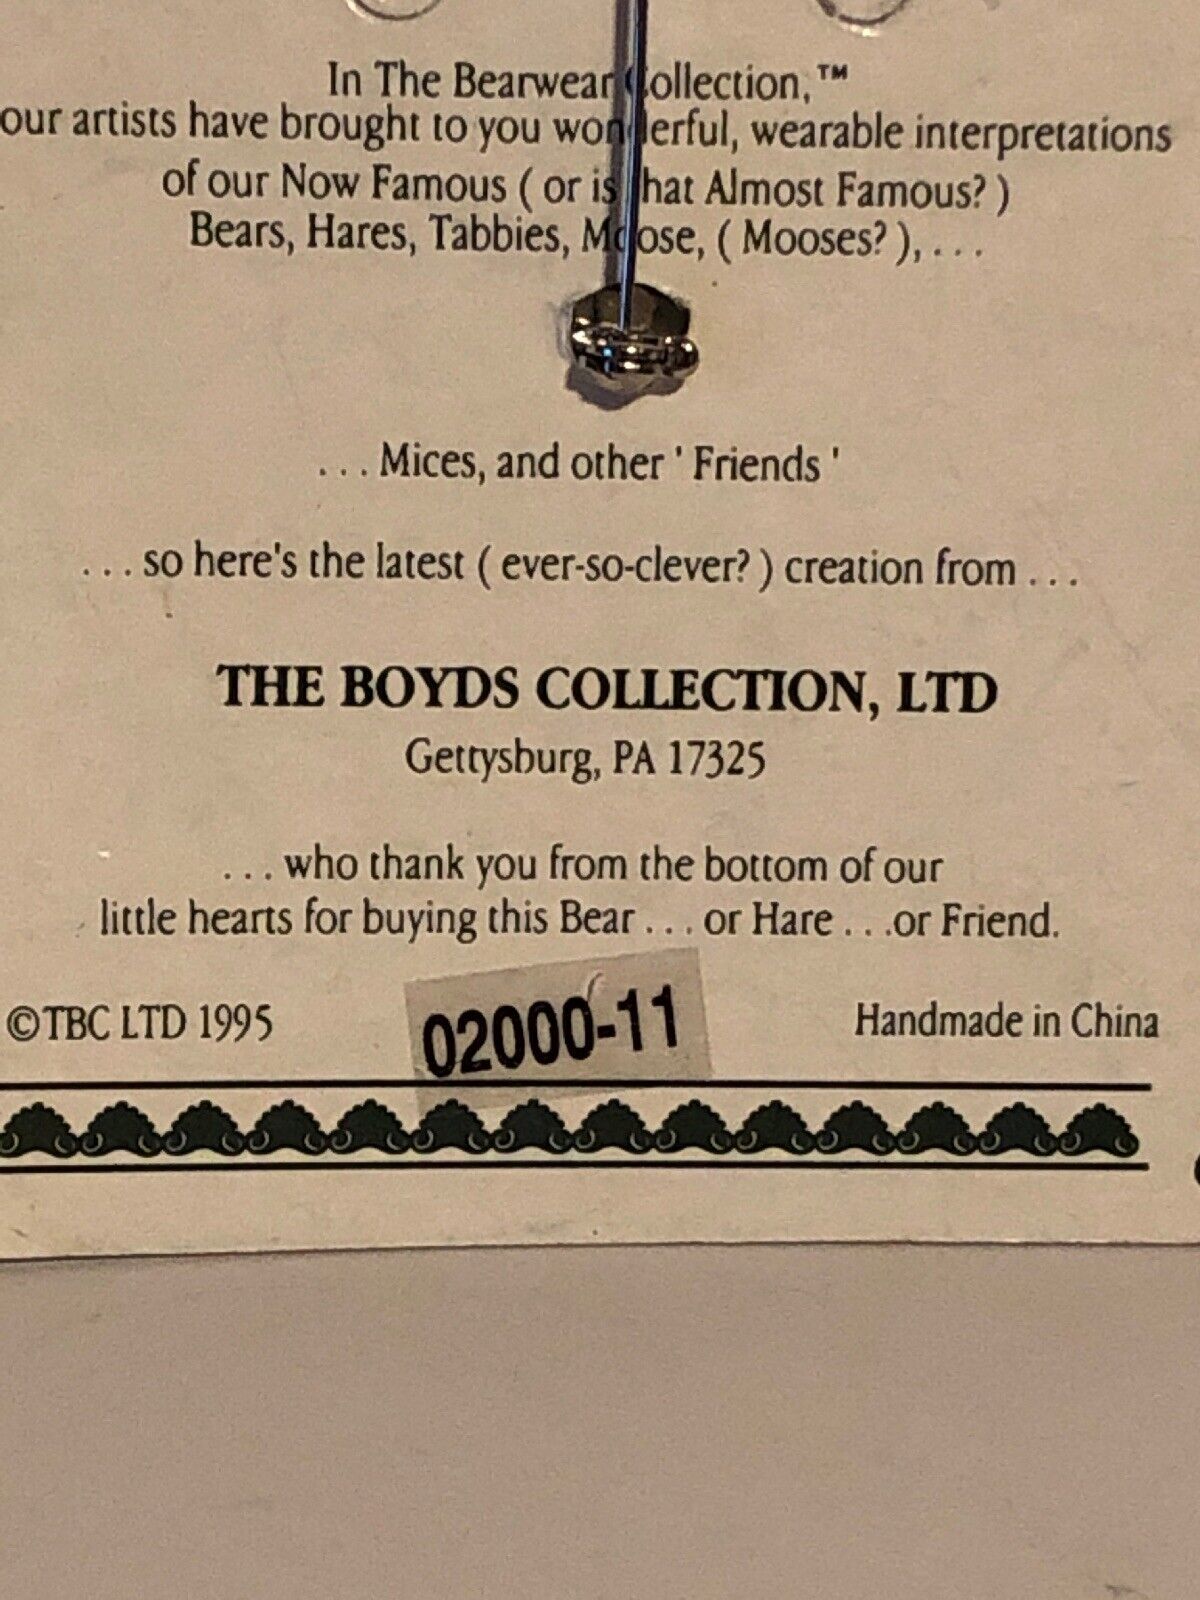 In The Bearwear Collection,™
our artists have brought to you wonderful, wearable interpretations
of our Now Famous ( or is that Almost Famous? )
Bears, Hares, Tabbies, Moose, ( Mooses? ), . . .
. . . Mices, and other ' Friends '
. . . so here's the latest ( ever-so-clever? ) creation from . . .
THE BOYDS COLLECTION, LTD
Gettysburg, PA 17325
. . . who thank you from the bottom of our
little hearts for buying this Bear . . . or Hare . . .or Friend.
©TBC LTD 1995 02000-11 Handmade in China